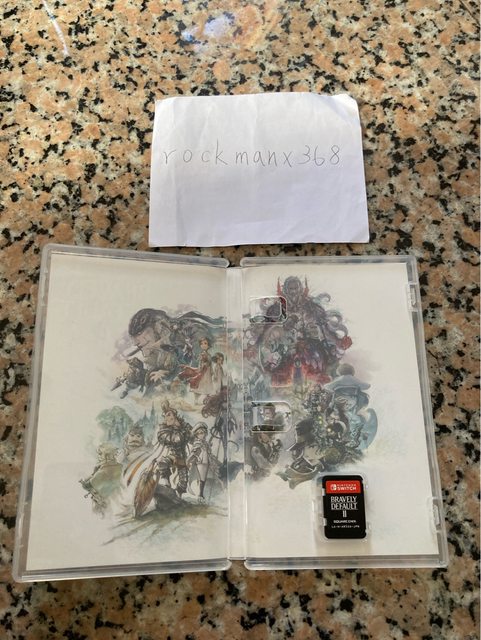 rockmanx368
NINTENDO
SWITCH
BRAVELY
DEFAULT
II
SQUARE ENIX